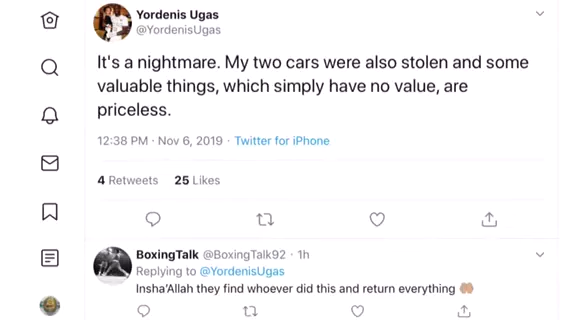 Yordenis Ugas
@YordenisUgas
It's a nightmare. My two cars were also stolen and some
valuable things, which simply have no value, are
priceless.
12:38 PM · Nov 6, 2019 · Twitter for iPhone
4 Retweets 25 Likes
BoxingTalk @BoxingTalk92 · 1h
Replying to @YordenisUgas
Insha'Allah they find whoever did this and return everything 🤲🏽